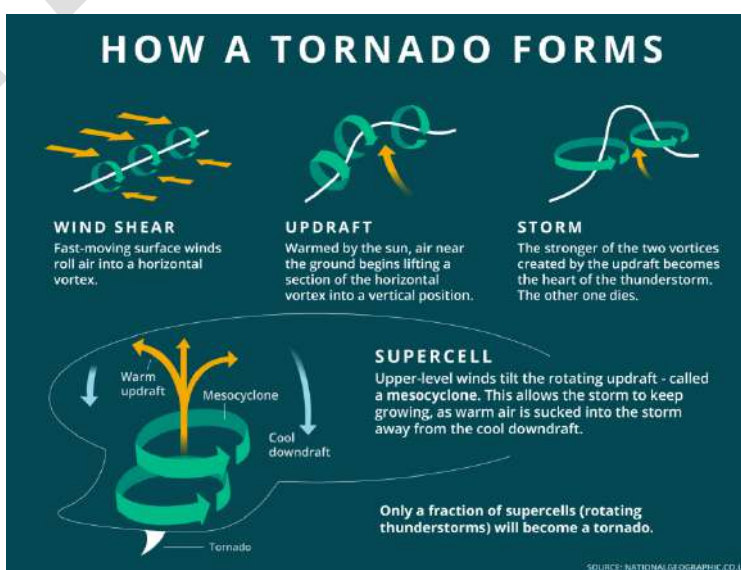 HOW A TORNADO FORMS
WIND SHEAR
Fast-moving surface winds
roll air into a horizontal
vortex.
UPDRAFT
Warmed by the sun, air near
the ground begins lifting a
section of the horizontal
vortex into a vertical position.
STORM
The stronger of the two vortices
created by the updraft becomes
the heart of the thunderstorm.
The other one dies.
Warm
updraft
Mesocyclone
Cool
downdraft
Tornado
SUPERCELL
Upper-level winds tilt the rotating updraft - called
a mesocyclone. This allows the storm to keep
growing, as warm air is sucked into the storm
away from the cool downdraft.
Only a fraction of supercells (rotating
thunderstorms) will become a tornado.
SOURCE: NATIONALGEOGRAPHIC.CO.U